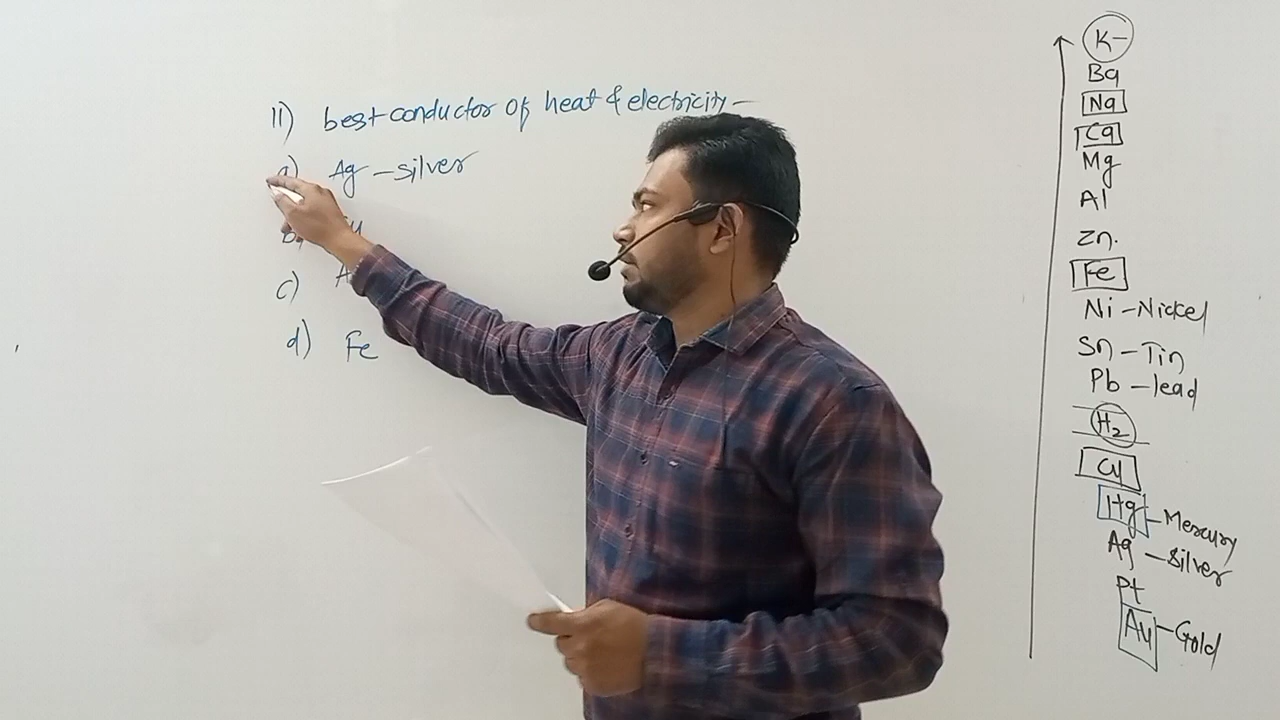 11) best conductor of heat & electricity –
a) Ag – silver
b)
c) A
d) Fe
K
Ba
Na
Ca
Mg
Al
Zn.
Fe
Ni – Nickel
Sn – Tin
Pb – lead
H2
Cu
Hg – Mercury
Ag – Silver
Pt
Au – Gold